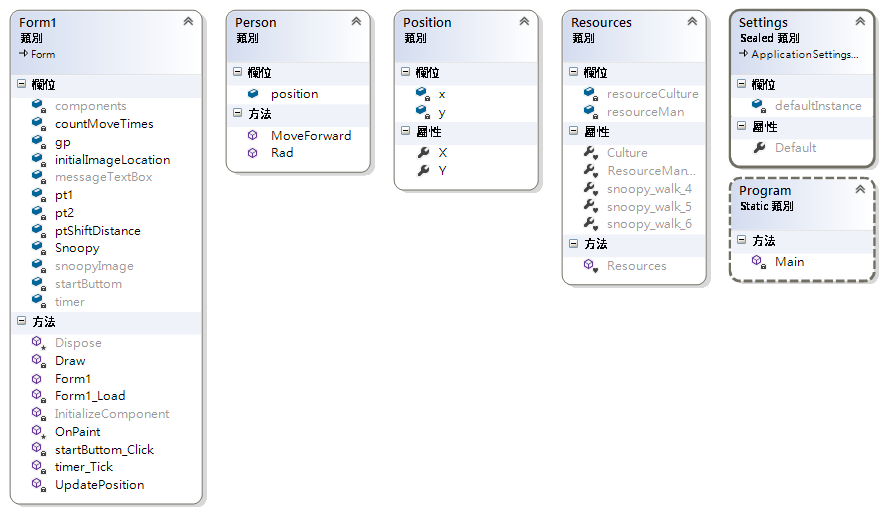 Form1
類別
Form
欄位
components
countMoveTimes
gp
initialImageLocation
messageTextBox
pt1
pt2
ptShiftDistance
Snoopy
snoopyImage
startButtom
timer
方法
Dispose
Draw
Form1
Form1_Load
InitializeComponent
OnPaint
startButtom_Click
timer_Tick
UpdatePosition
Person
類別
欄位
position
方法
MoveForward
Rad
Position
類別
欄位
x
y
屬性
X
Y
Resources
類別
欄位
resourceCulture
resourceMan
屬性
Culture
ResourceMan...
snoopy_walk_4
snoopy_walk_5
snoopy_walk_6
方法
Resources
Settings
Sealed 類別
ApplicationSettings...
欄位
defaultInstance
屬性
Default
Program
Static 類別
方法
Main